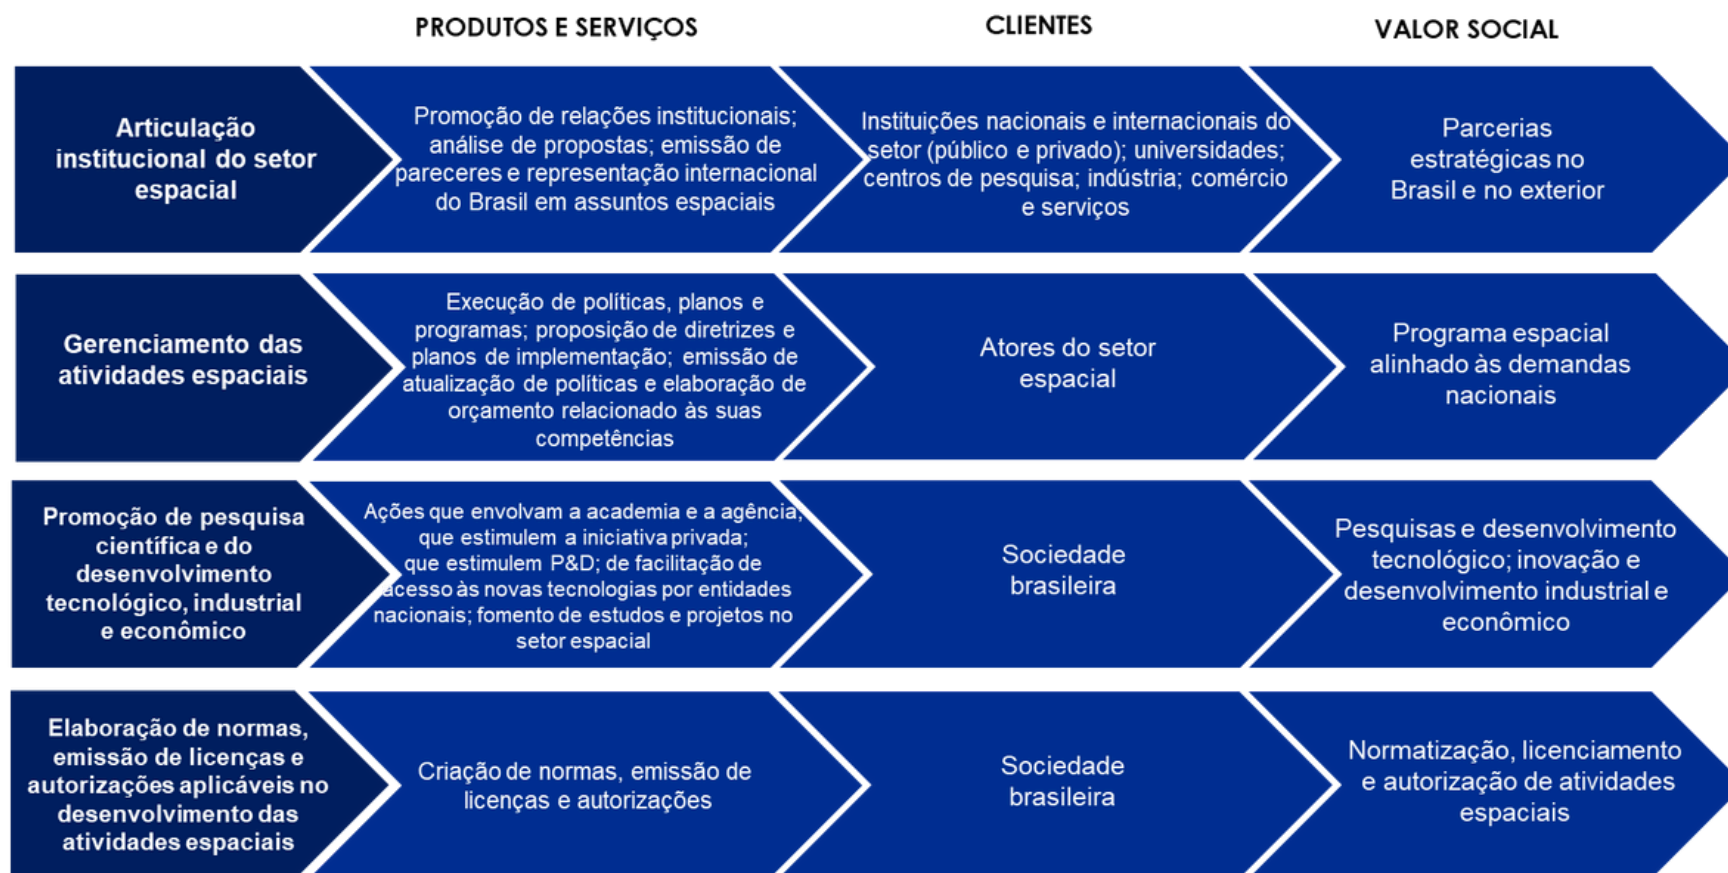 PRODUTOS E SERVIÇOS
CLIENTES
VALOR SOCIAL
Articulação
institucional do setor
espacial
Promoção de relações institucionais;
análise de propostas; emissão de
pareceres e representação internacional
do Brasil em assuntos espaciais
Instituições nacionais e internacionais do
setor (público e privado); universidades;
centros de pesquisa; indústria; comércio
e serviços
Parcerias
estratégicas no
Brasil e no exterior
Gerenciamento das
atividades espaciais
Execução de políticas, planos e
programas; proposição de diretrizes e
planos de implementação; emissão de
atualização de políticas e elaboração de
orçamento relacionado às suas
competências
Atores do setor
espacial
Programa espacial
alinhado às demandas
nacionais
Promoção de pesquisa
científica e do
desenvolvimento
tecnológico, industrial
e econômico
Ações que envolvam a academia e a agência,
que estimulem a iniciativa privada;
que estimulem P&D; de facilitação de
acesso às novas tecnologias por entidades
nacionais; fomento de estudos e projetos no
setor espacial
Sociedade
brasileira
Pesquisas e desenvolvimento
tecnológico; inovação e
desenvolvimento industrial e
econômico
Elaboração de normas,
emissão de licenças e
autorizações aplicáveis no
desenvolvimento das
atividades espaciais
Criação de normas, emissão de
licenças e autorizações
Sociedade
brasileira
Normatização, licenciamento
e autorização de atividades
espaciais